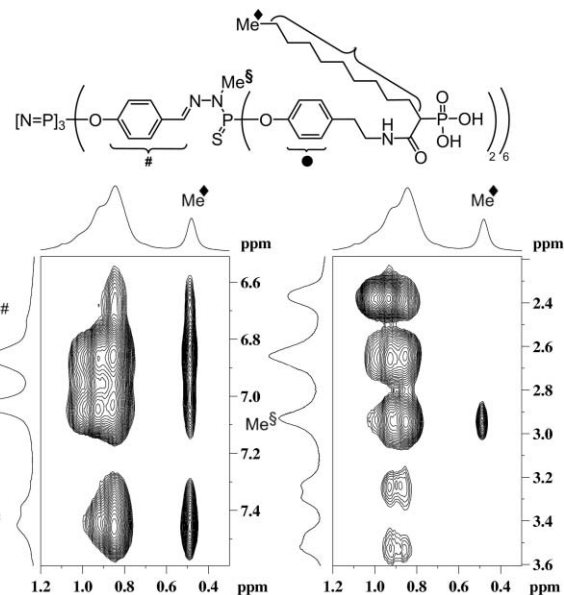 Me♦
Me§
[N=P]3 O N N P S O NH O P O OH OH 2 6
# ●
Me♦ Me♦
ppm ppm
#
6.6
6.8
7.0
7.2
7.4
Me§
2.4
2.6
2.8
3.0
3.2
3.4
3.6
1.2 1.0 0.8 0.6 0.4 ppm
1.2 1.0 0.8 0.6 0.4 ppm